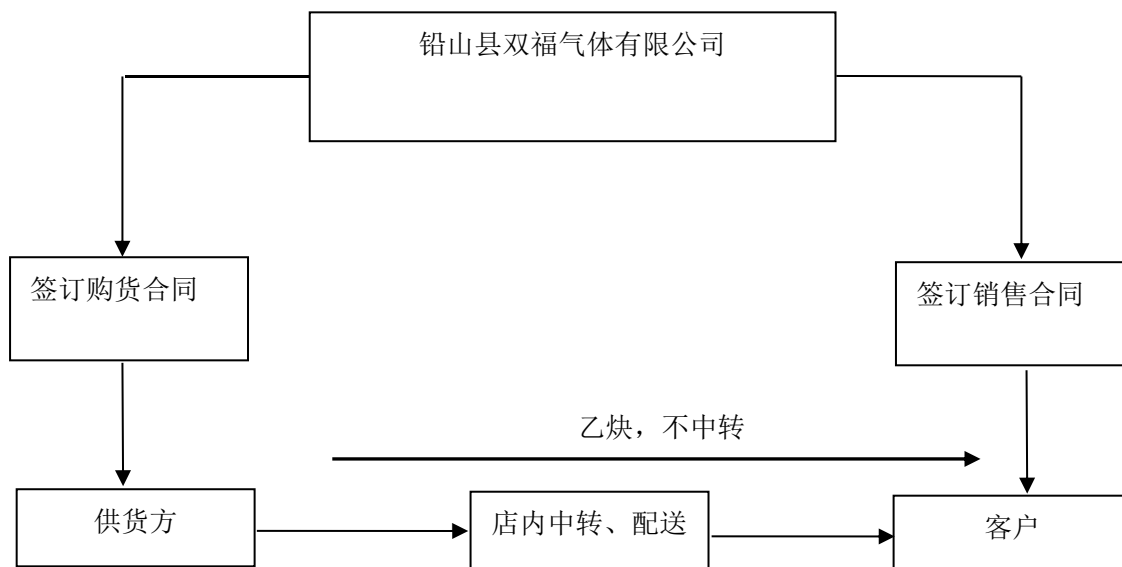 铅山县双福气体有限公司
签订购货合同
签订销售合同
乙炔，不中转
供货方
店内中转、配送
客户